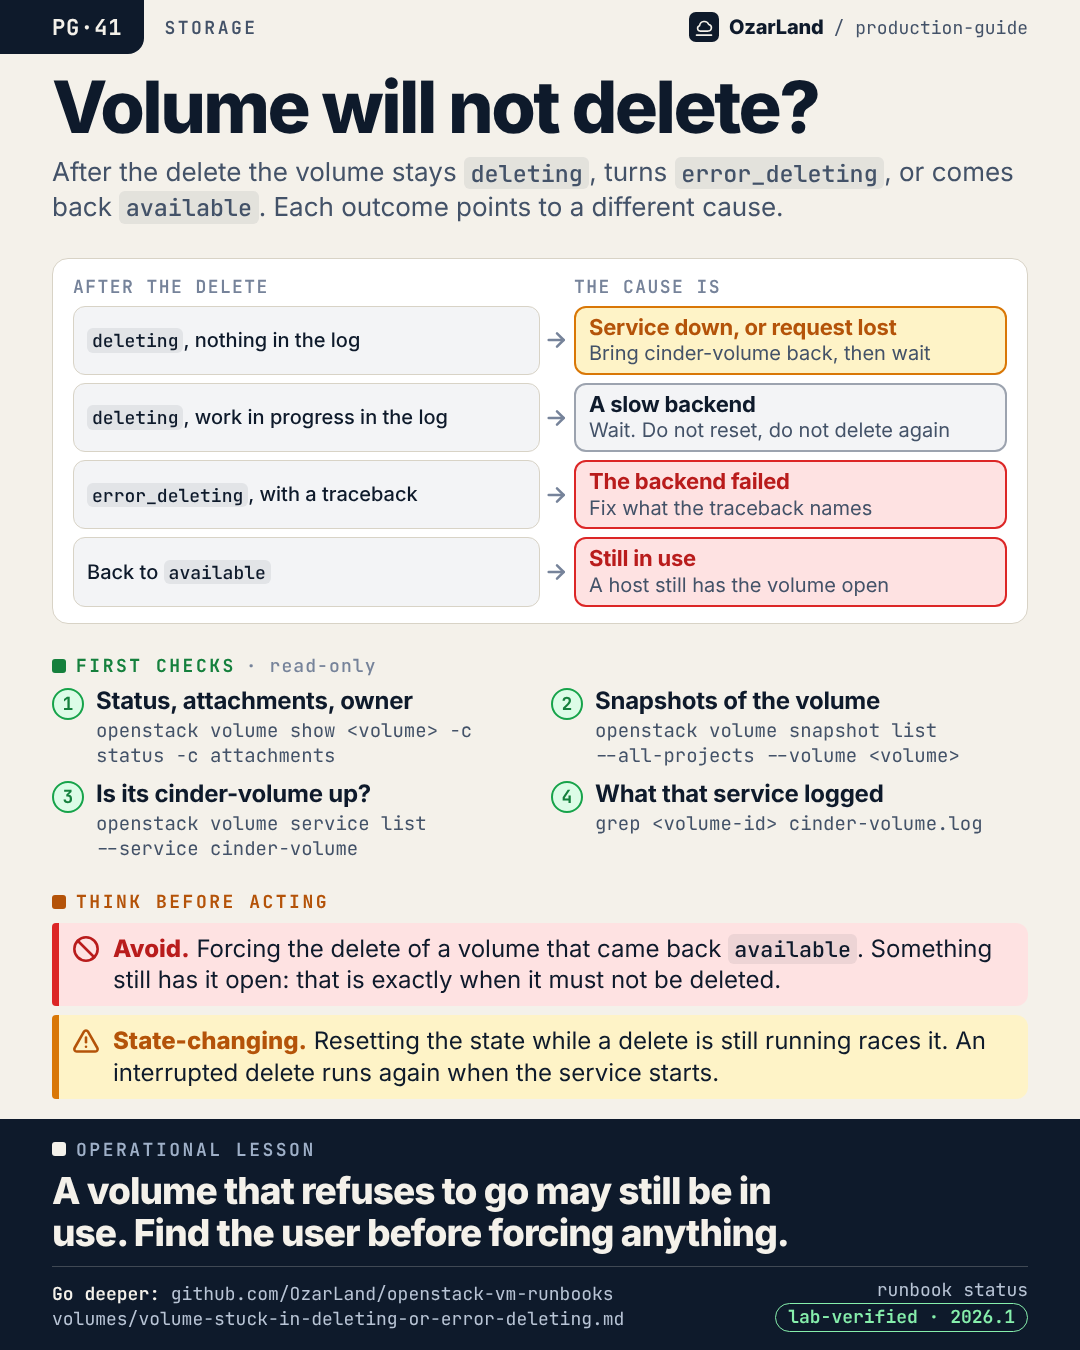 PG·41 STORAGE OzarLand / production-guide
Volume will not delete?
After the delete the volume stays deleting, turns error_deleting, or comes
back available. Each outcome points to a different cause.
AFTER THE DELETE THE CAUSE IS
deleting, nothing in the log → Service down, or request lost
Bring cinder-volume back, then wait
deleting, work in progress in the log → A slow backend
Wait. Do not reset, do not delete again
error_deleting, with a traceback → The backend failed
Fix what the traceback names
Back to available → Still in use
A host still has the volume open
FIRST CHECKS · read-only
1 Status, attachments, owner
openstack volume show <volume> -c
status -c attachments
2 Snapshots of the volume
openstack volume snapshot list
--all-projects --volume <volume>
3 Is its cinder-volume up?
openstack volume service list
--service cinder-volume
4 What that service logged
grep <volume-id> cinder-volume.log
THINK BEFORE ACTING
Avoid. Forcing the delete of a volume that came back available. Something
still has it open: that is exactly when it must not be deleted.
State-changing. Resetting the state while a delete is still running races it. An
interrupted delete runs again when the service starts.
OPERATIONAL LESSON
A volume that refuses to go may still be in
use. Find the user before forcing anything.
Go deeper: github.com/OzarLand/openstack-vm-runbooks
volumes/volume-stuck-in-deleting-or-error-deleting.md
runbook status
lab-verified · 2026.1